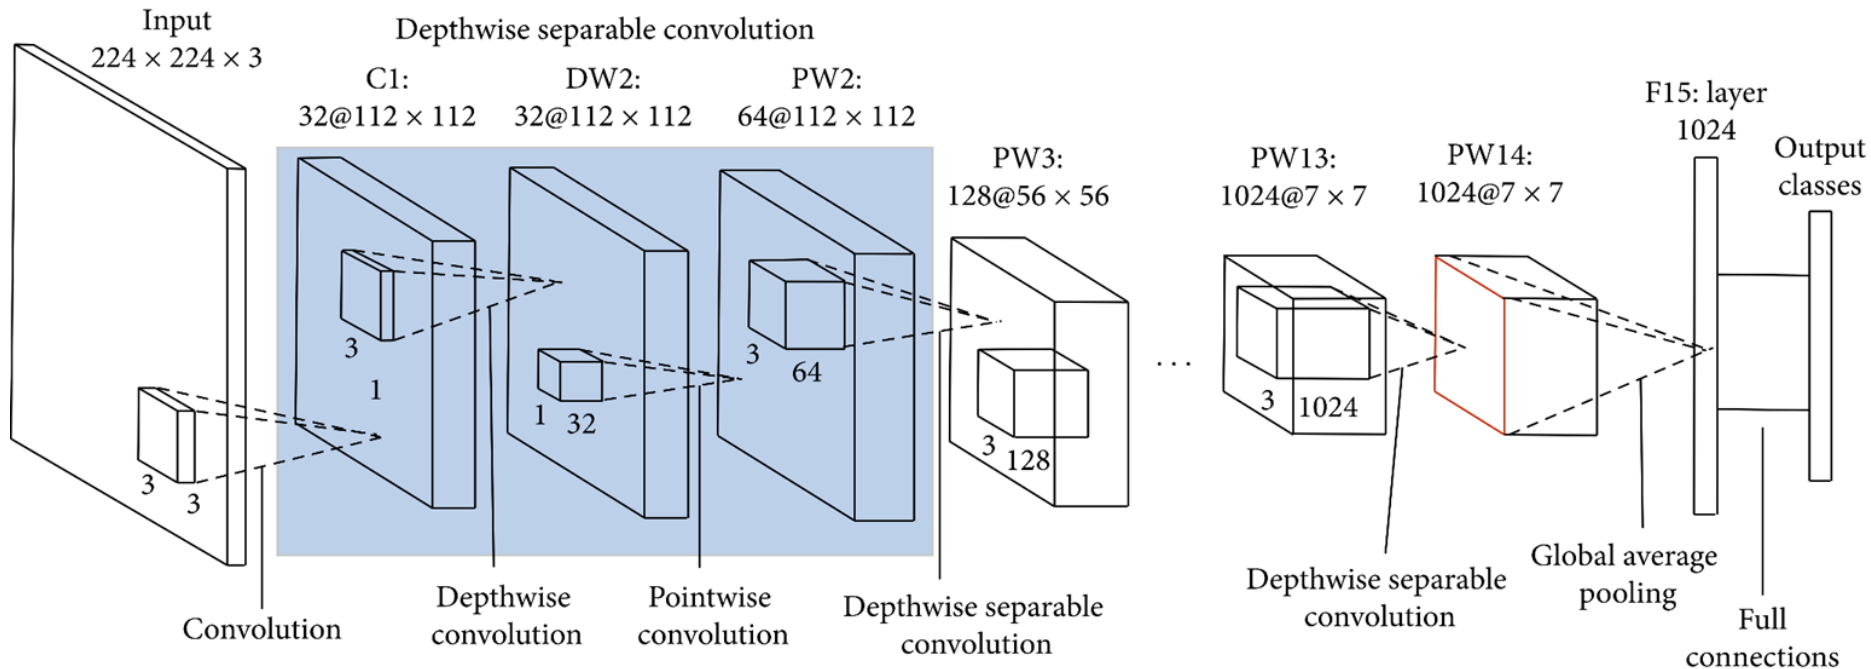 Input
224 × 224 × 3
Depthwise separable convolution
C1:
32@112 × 112
DW2:
32@112 × 112
PW2:
64@112 × 112
PW3:
128@56 × 56
PW13:
1024@7 × 7
PW14:
1024@7 × 7
F15: layer
1024
Output
classes
3
3
3
1
1
32
3
64
3
128
...
3
1024
Convolution
Depthwise
convolution
Pointwise
convolution
Depthwise separable
convolution
Depthwise separable
convolution
Global average
pooling
Full
connections